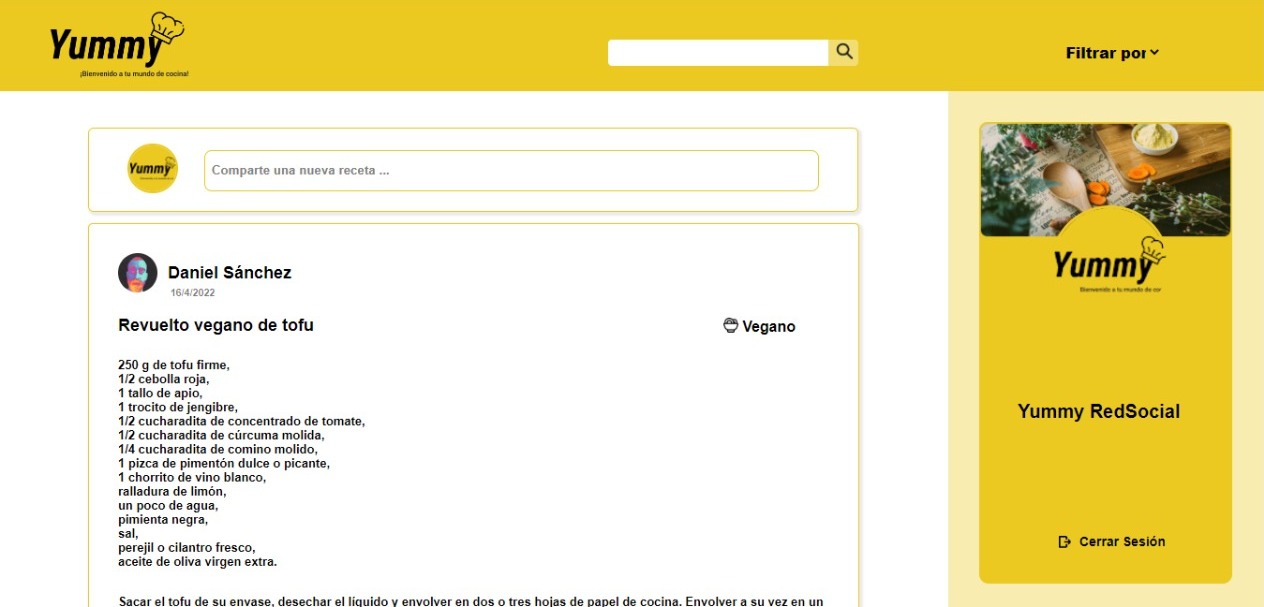 Yummy
¡Bienvenido a tu mundo de cocina!
Filtrar por
Yummy
Comparte una nueva receta ...
Daniel Sánchez
16/4/2022
Revuelto vegano de tofu
Vegano
250 g de tofu firme,
1/2 cebolla roja,
1 tallo de apio,
1 trocito de jengibre,
1/2 cucharadita de concentrado de tomate,
1/2 cucharadita de cúrcuma molida,
1/4 cucharadita de comino molido,
1 pizca de pimentón dulce o picante,
1 chorrito de vino blanco,
ralladura de limón,
un poco de agua,
pimienta negra,
sal,
perejil o cilantro fresco,
aceite de oliva virgen extra.
Sacar el tofu de su envase, desechar el líquido y envolver en dos o tres hojas de papel de cocina. Envolver a su vez en un
Yummy
Bienvenido a tu mundo de cor
Yummy RedSocial
Cerrar Sesión